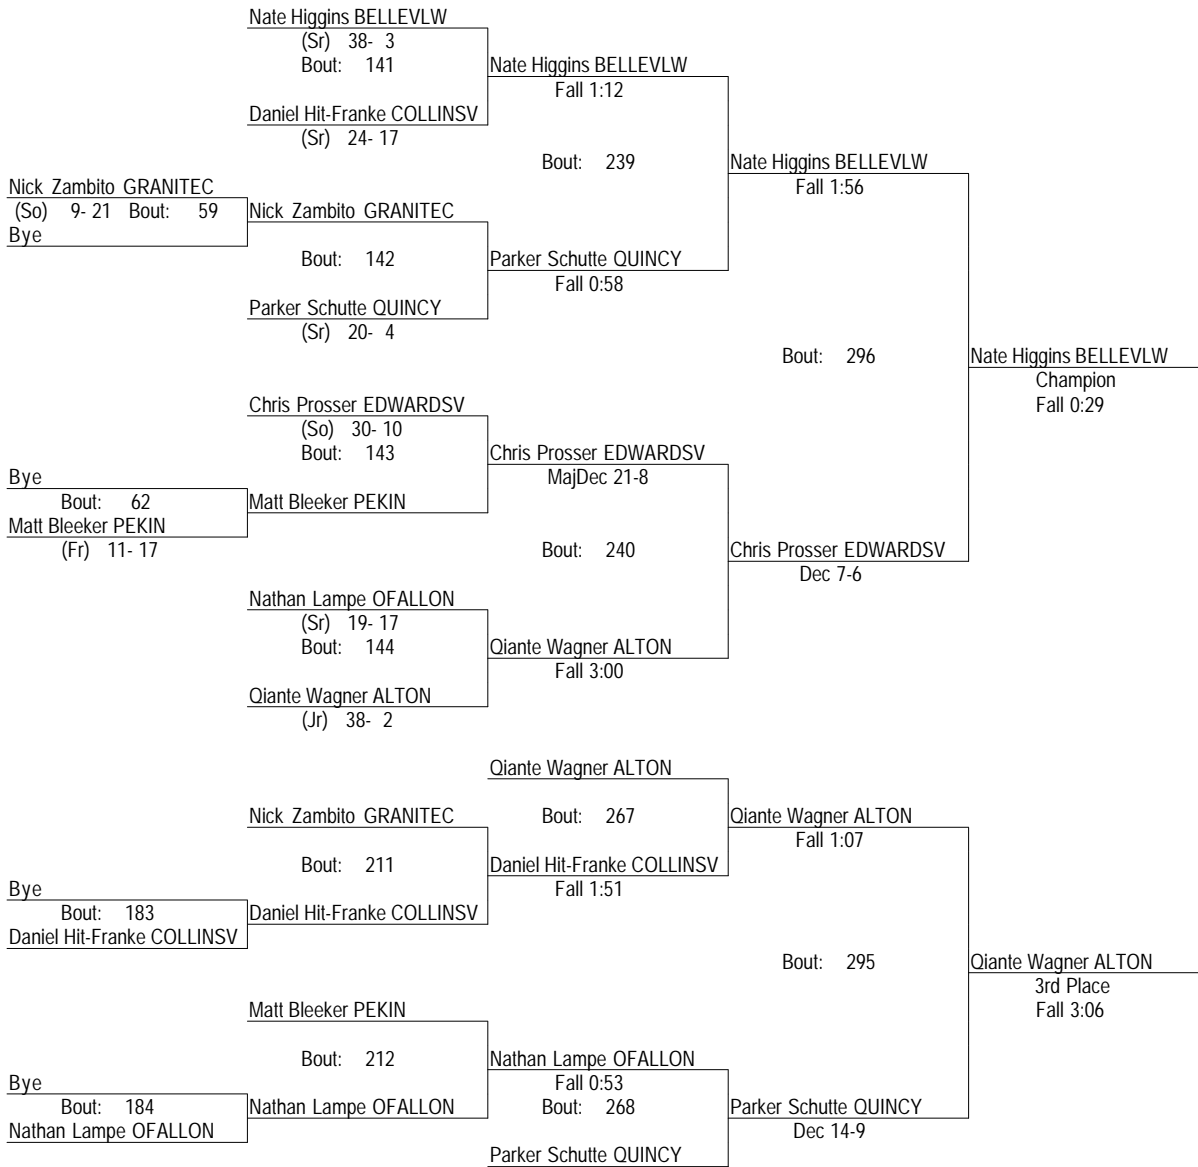 Nate Higgins BELLEVLW
(Sr) 38- 3
Bout: 141
Nate Higgins BELLEVLW
Fall 1:12
Daniel Hit-Franke COLLINSV
(Sr) 24- 17
Bout: 239
Nate Higgins BELLEVLW
Fall 1:56
Nick Zambito GRANITEC
(So) 9- 21 Bout: 59
Bye
Nick Zambito GRANITEC
Bout: 142
Parker Schutte QUINCY
Fall 0:58
Parker Schutte QUINCY
(Sr) 20- 4
Bout: 296
Nate Higgins BELLEVLW
Champion
Fall 0:29
Chris Prosser EDWARDSV
(So) 30- 10
Bout: 143
Chris Prosser EDWARDSV
MajDec 21-8
Bye
Bout: 62
Matt Bleeker PEKIN
(Fr) 11- 17
Matt Bleeker PEKIN
Bout: 240
Chris Prosser EDWARDSV
Dec 7-6
Nathan Lampe OFALLON
(Sr) 19- 17
Bout: 144
Qiante Wagner ALTON
Fall 3:00
Qiante Wagner ALTON
(Jr) 38- 2
Qiante Wagner ALTON
Bout: 267
Qiante Wagner ALTON
Fall 1:07
Nick Zambito GRANITEC
Bout: 211
Daniel Hit-Franke COLLINSV
Fall 1:51
Bye
Bout: 183
Daniel Hit-Franke COLLINSV
Daniel Hit-Franke COLLINSV
Bout: 295
Qiante Wagner ALTON
3rd Place
Fall 3:06
Matt Bleeker PEKIN
Bout: 212
Nathan Lampe OFALLON
Fall 0:53
Bye
Bout: 184
Nathan Lampe OFALLON
Nathan Lampe OFALLON
Bout: 268
Parker Schutte QUINCY
Dec 14-9
Parker Schutte QUINCY